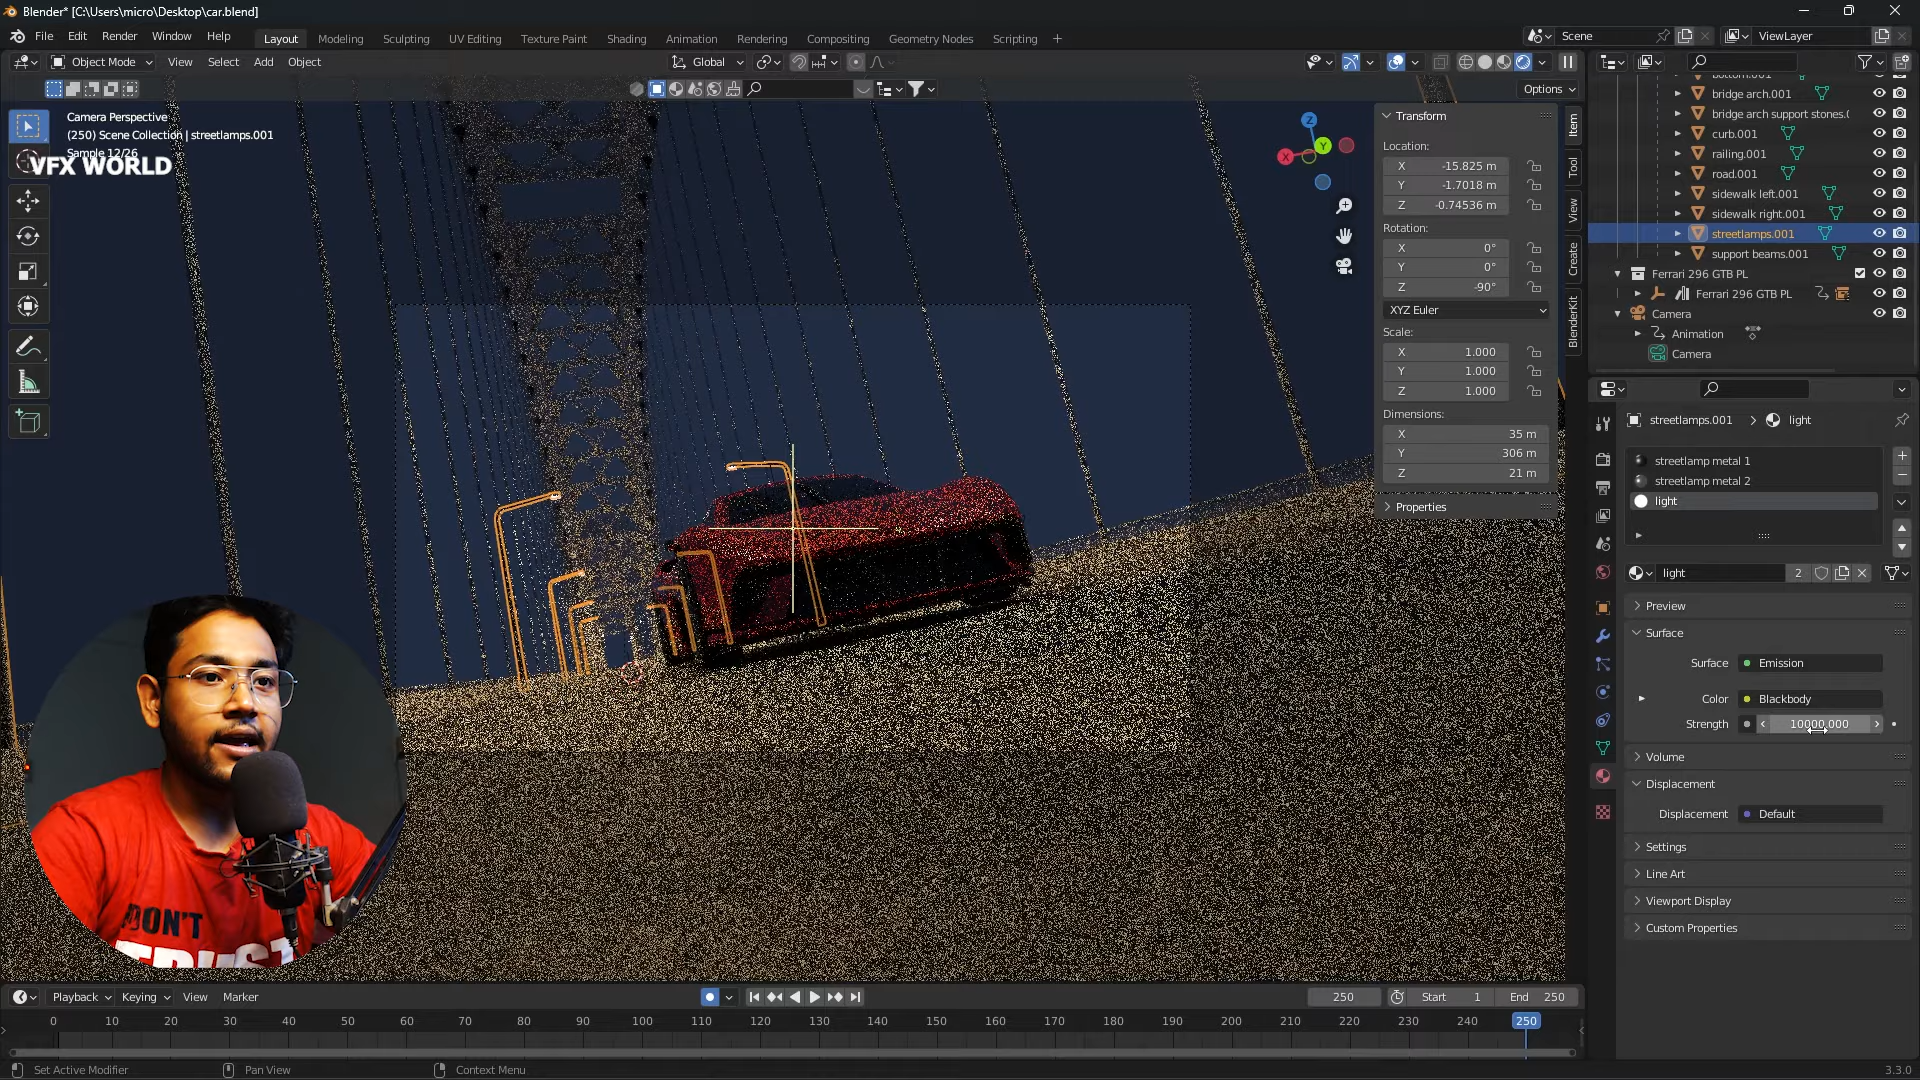 Blender* [C:\Users\micro\Desktop\car.blend]
File Edit Render Window Help
Layout Modeling Sculpting UV Editing Texture Paint Shading Animation Rendering Compositing Geometry Nodes Scripting +
Scene
ViewLayer
Object Mode View Select Add Object
Global
Options
Camera Perspective
(250) Scene Collection | streetlamps.001
Sample 12/26
VFX WORLD
Z
Y
X
Transform
Location:
X -15.825 m
Y -1.7018 m
Z -0.74536 m
Rotation:
X 0°
Y 0°
Z -90°
XYZ Euler
Scale:
X 1.000
Y 1.000
Z 1.000
Dimensions:
X 35 m
Y 306 m
Z 21 m
Properties
Item
Tool
View
Create
BlenderKit
bottom.001
bridge arch.001
bridge arch support stones.(
curb.001
railing.001
road.001
sidewalk left.001
sidewalk right.001
streetlamps.001
support beams.001
Ferrari 296 GTB PL
Ferrari 296 GTB PL
Camera
Animation
Camera
streetlamps.001 > light
streetlamp metal 1
streetlamp metal 2
light
light 2
Preview
Surface
Surface Emission
Color Blackbody
Strength 10000.000
Volume
Displacement
Displacement Default
Settings
Line Art
Viewport Display
Custom Properties
DON'T
Playback Keying View Marker
250 Start 1 End 250
0 10 20 30 40 50 60 70 80 90 100 110 120 130 140 150 160 170 180 190 200 210 220 230 240 250
Set Active Modifier Pan View Context Menu
3.3.0